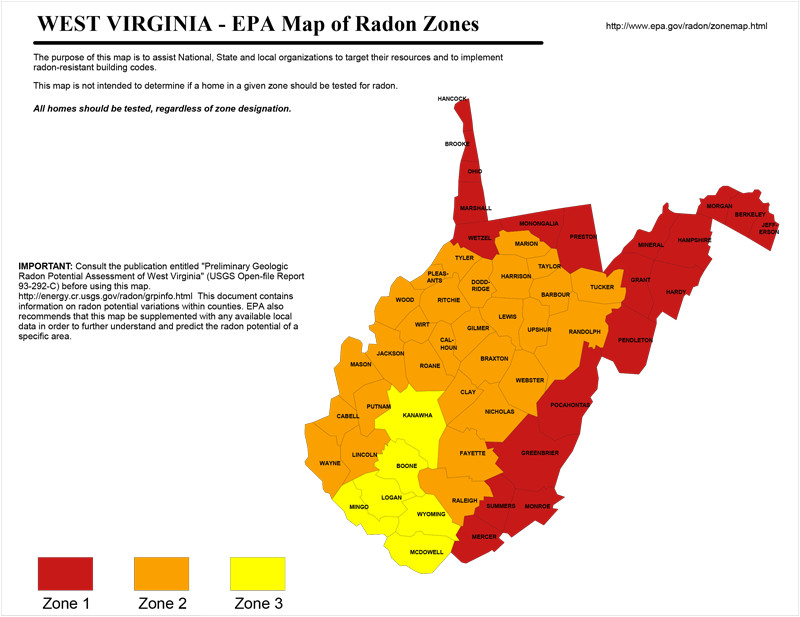 WEST VIRGINIA - EPA Map of Radon Zones
http://www.epa.gov/radon/zonemap.html
The purpose of this map is to assist National, State and local organizations to target their resources and to implement
radon-resistant building codes.
This map is not intended to determine if a home in a given zone should be tested for radon.
All homes should be tested, regardless of zone designation.
HANCOCK
BROOKE
OHIO
MARSHALL
WETZEL
MONONGALIA
PRESTON
MORGAN
BERKELEY
JEFF
ERSON
HAMPSHIRE
MINERAL
GRANT
HARDY
PENDLETON
MARION
TYLER
PLEAS-
ANTS
DODD-
RIDGE
HARRISON
TAYLOR
TUCKER
BARBOUR
WOOD
RITCHIE
WIRT
GILMER
LEWIS
UPSHUR
RANDOLPH
CAL-
HOUN
JACKSON
ROANE
BRAXTON
MASON
WEBSTER
CLAY
NICHOLAS
POCAHONTAS
PUTNAM
KANAWHA
CABELL
LINCOLN
WAYNE
BOONE
FAYETTE
GREENBRIER
LOGAN
MINGO
WYOMING
RALEIGH
SUMMERS
MONROE
MERCER
MCDOWELL
IMPORTANT: Consult the publication entitled "Preliminary Geologic
Radon Potential Assessment of West Virginia" (USGS Open-file Report
93-292-C) before using this map.
http://energy.cr.usgs.gov/radon/grpinfo.html This document contains
information on radon potential variations within counties. EPA also
recommends that this map be supplemented with any available local
data in order to further understand and predict the radon potential of a
specific area.
Zone 1
Zone 2
Zone 3